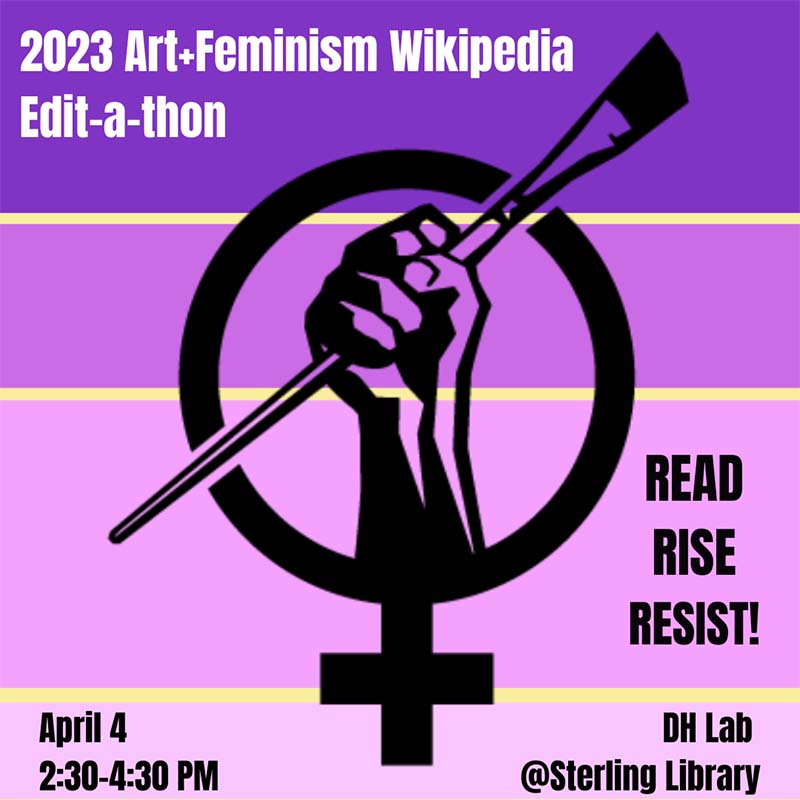 2023 Art+Feminism Wikipedia
Edit-a-thon
READ
RISE
RESIST!
April 4
2:30-4:30 PM
DH Lab
@Sterling Library